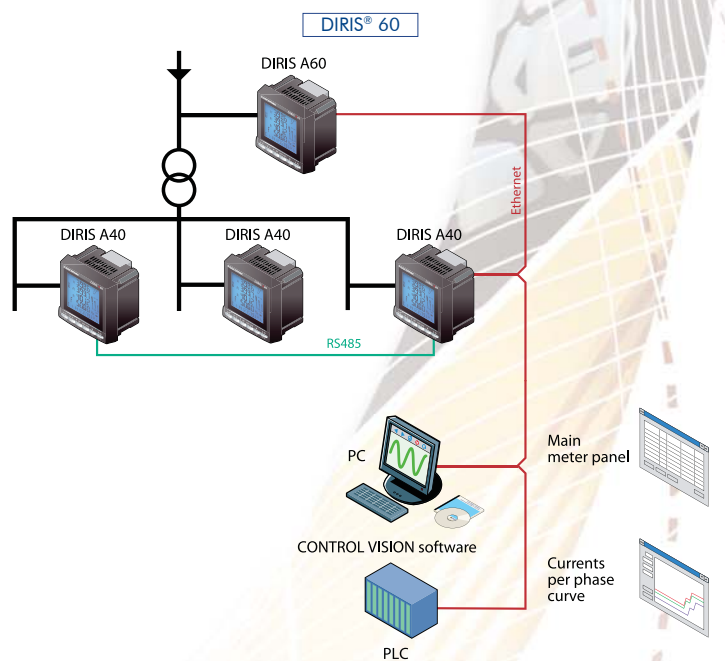 DIRIS® 60
DIRIS A60
Ethernet
DIRIS A40
DIRIS A40
DIRIS A40
RS485
PC
Main
meter panel
CONTROL VISION software
Currents
per phase
curve
PLC